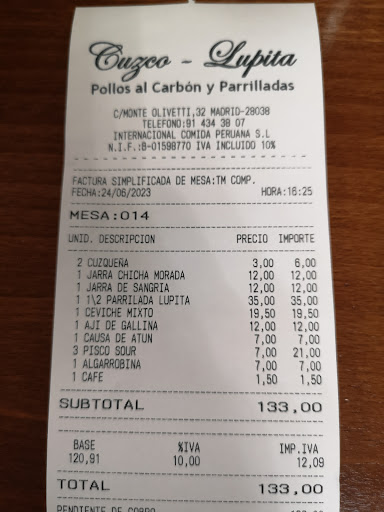 Cuzco - Lupita
Pollos al Carbón y Parrilladas
C/MONTE OLIVETTI,32 MADRID-28038
TELEFONO:91 434 38 07
INTERNACIONAL COMIDA PERUANA S.L
N.I.F.:B-01598770 IVA INCLUIDO 10%
FACTURA SIMPLIFICADA DE MESA:TM COMP.
FECHA:24/06/2023 HORA:16:25
MESA:014
UNID. DESCRIPCION PRECIO IMPORTE
2 CUZQUEÑA 3,00 6,00
1 JARRA CHICHA MORADA 12,00 12,00
1 JARRA DE SANGRIA 12,00 12,00
1 1\2 PARRILADA LUPITA 35,00 35,00
1 CEVICHE MIXTO 19,50 19,50
1 AJI DE GALLINA 12,00 12,00
1 CAUSA DE ATUN 7,00 7,00
3 PISCO SOUR 7,00 21,00
1 ALGARROBINA 7,00 7,00
1 CAFE 1,50 1,50
SUBTOTAL 133,00
BASE %IVA IMP.IVA
120,91 10,00 12,09
TOTAL 133,00
PENDIENTE DE COBRO